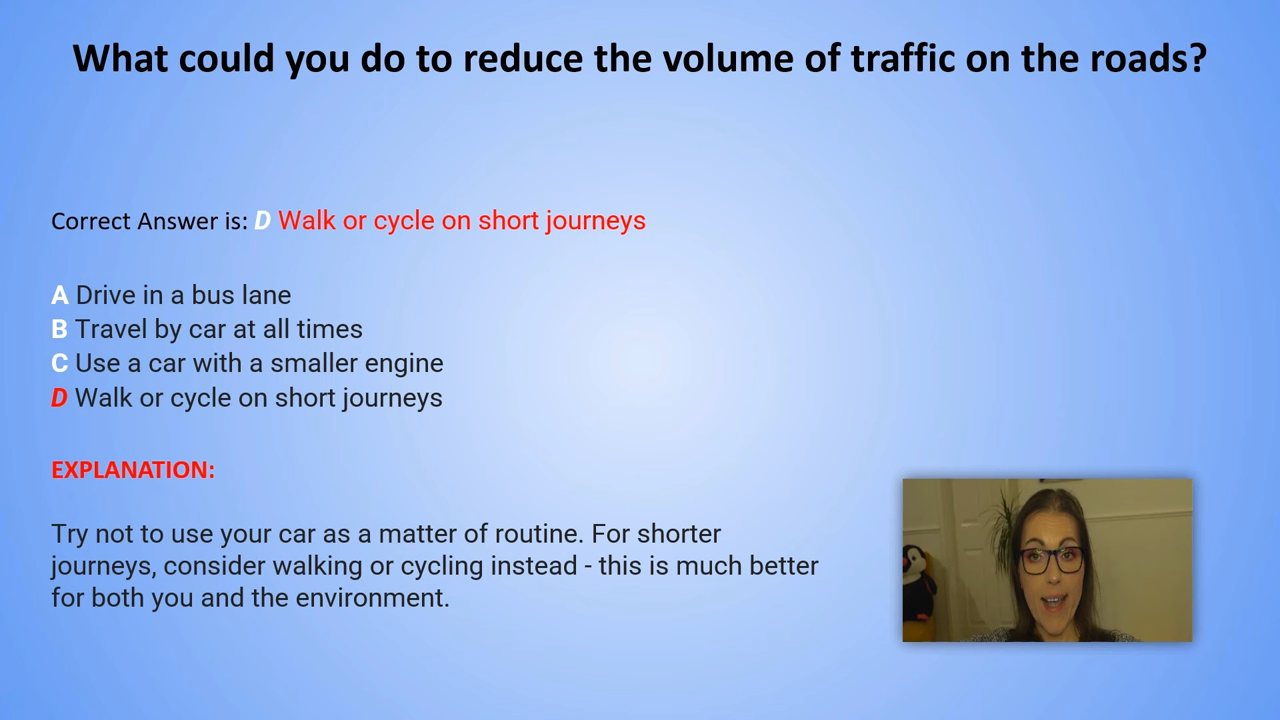 What could you do to reduce the volume of traffic on the roads?
Correct Answer is: D Walk or cycle on short journeys
A Drive in a bus lane
B Travel by car at all times
C Use a car with a smaller engine
D Walk or cycle on short journeys
EXPLANATION:
Try not to use your car as a matter of routine. For shorter
journeys, consider walking or cycling instead - this is much better
for both you and the environment.